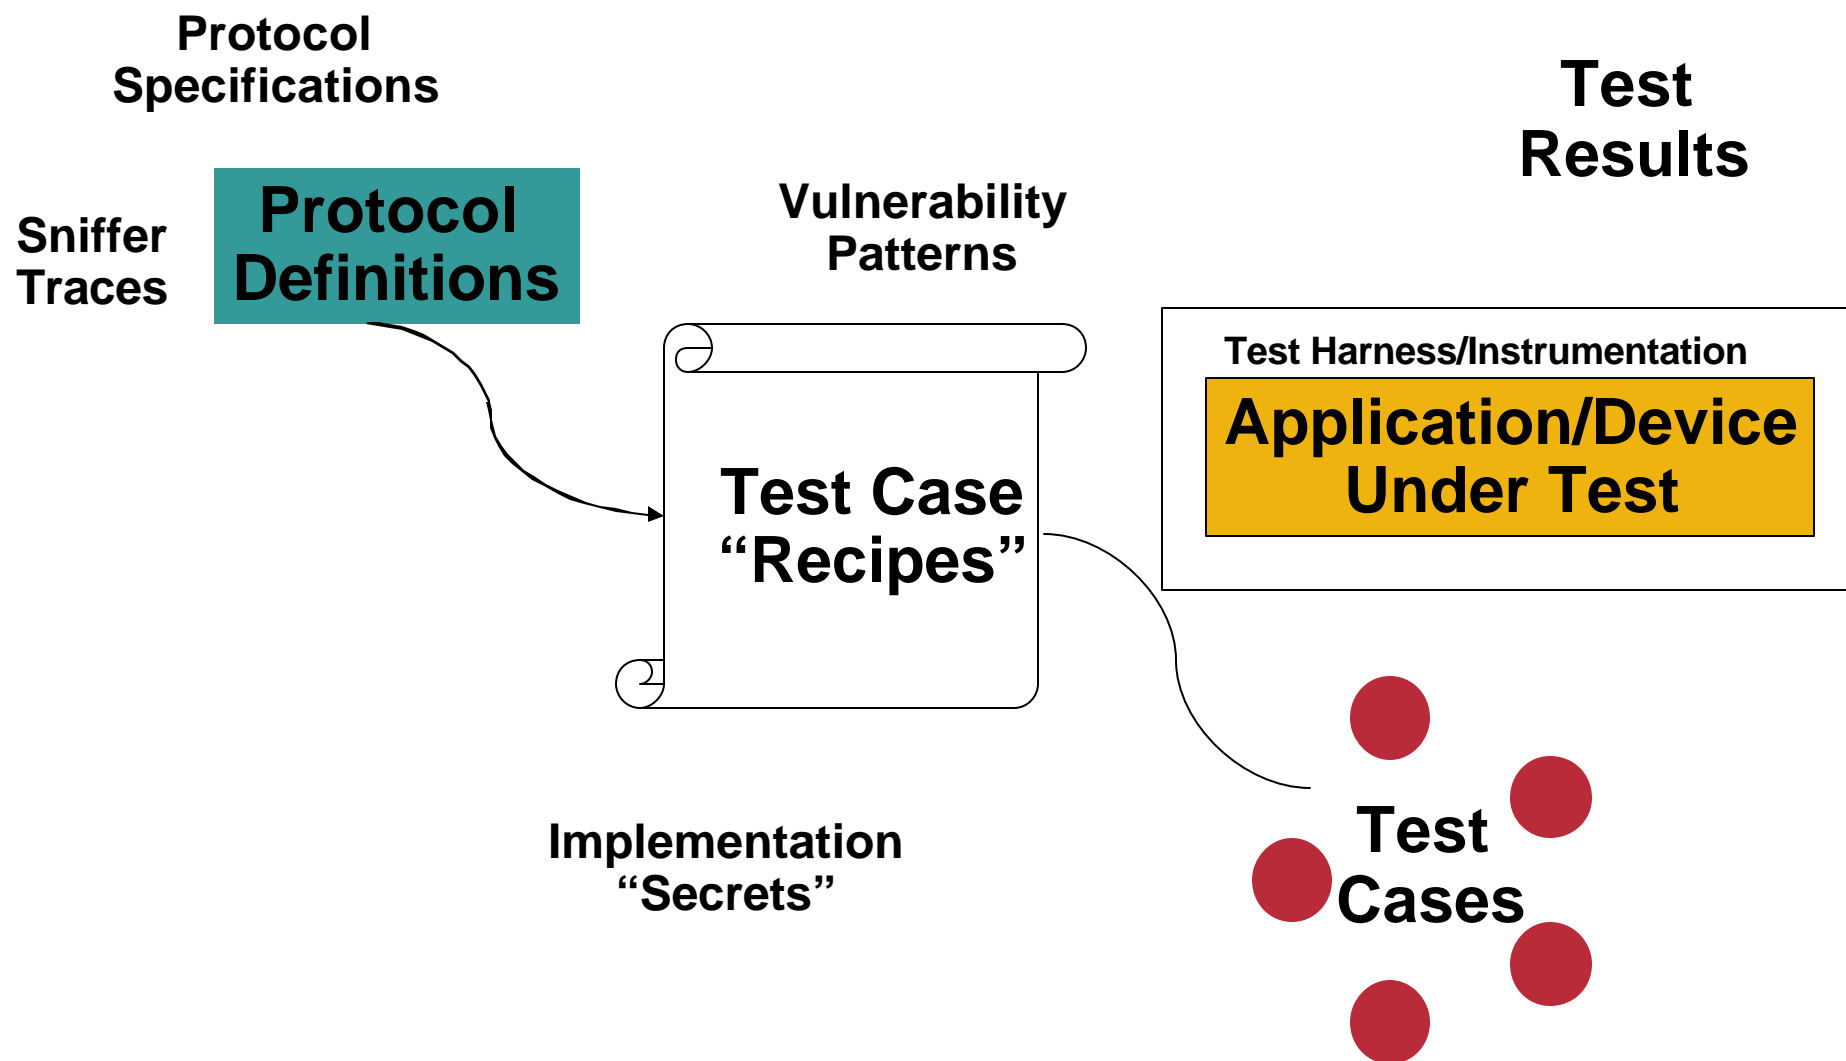 Protocol
Specifications
Sniffer
Traces
Protocol
Definitions
Vulnerability
Patterns
Test Case
“Recipes”
Implementation
“Secrets”
Test
Results
Test Harness/Instrumentation
Application/Device
Under Test
Test
Cases